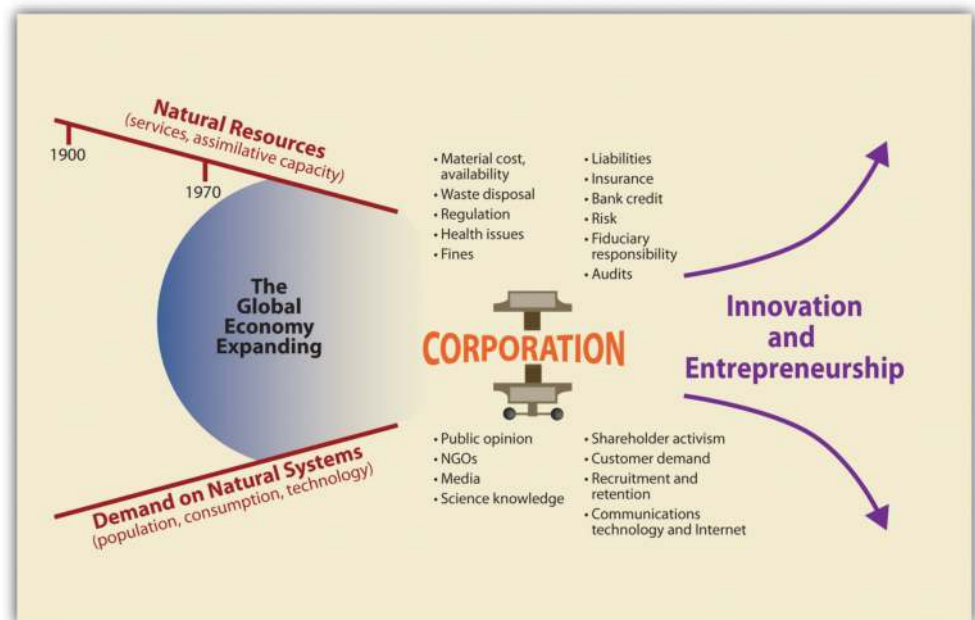 Natural Resources
(services, assimilative capacity)
1900
1970
The
Global
Economy
Expanding
Demand on Natural Systems
(population, consumption, technology)
• Material cost,
availability
• Waste disposal
• Regulation
• Health issues
• Fines
• Liabilities
• Insurance
• Bank credit
• Risk
• Fiduciary
responsibility
• Audits
CORPORATION
• Public opinion
• NGOs
• Media
• Science knowledge
• Shareholder activism
• Customer demand
• Recruitment and
retention
• Communications
technology and Internet
Innovation
and
Entrepreneurship